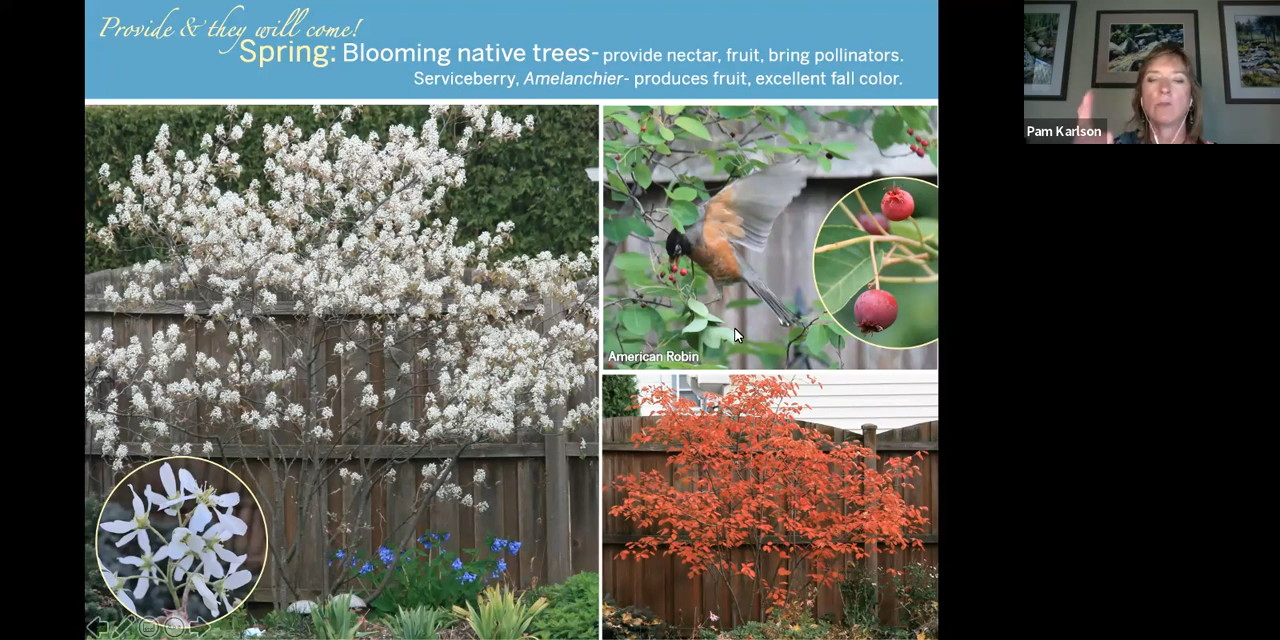 Provide & they will come!
Spring: Blooming native trees- provide nectar, fruit, bring pollinators.
Serviceberry, Amelanchier- produces fruit, excellent fall color.
Pam Karlson
American Robin